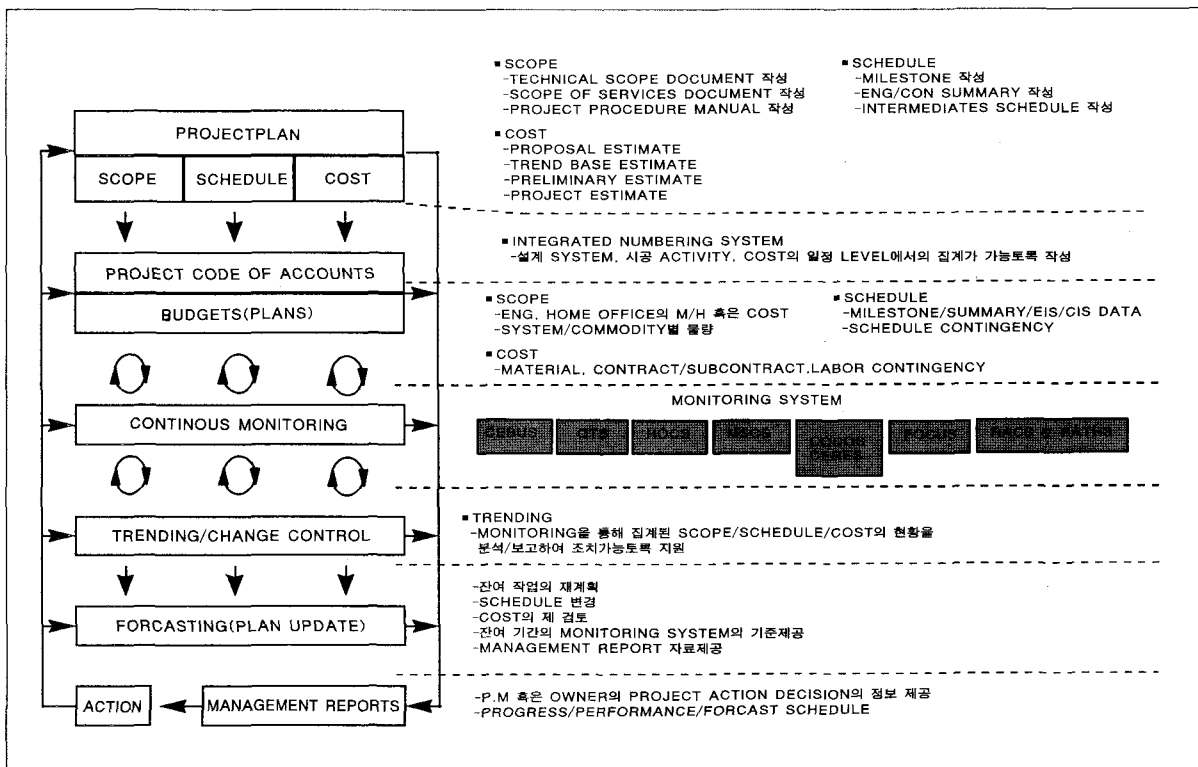 PROJECTPLAN
SCOPE
SCHEDULE
COST
PROJECT CODE OF ACCOUNTS
BUDGETS(PLANS)
CONTINOUS MONITORING
TRENDING/CHANGE CONTROL
FORCASTING(PLAN UPDATE)
ACTION
MANAGEMENT REPORTS
■ SCOPE
-TECHNICAL SCOPE DOCUMENT 작성
-SCOPE OF SERVICES DOCUMENT 작성
-PROJECT PROCEDURE MANUAL 작성
■ SCHEDULE
-MILESTONE 작성
-ENG/CON SUMMARY 작성
-INTERMEDIATES SCHEDULE 작성
■ COST
-PROPOSAL ESTIMATE
-TREND BASE ESTIMATE
-PRELIMINARY ESTIMATE
-PROJECT ESTIMATE
■ INTEGRATED NUMBERING SYSTEM
-설계 SYSTEM, 시공 ACTIVITY, COST의 일정 LEVEL에서의 집계가 가능토록 작성
■ SCOPE
-ENG, HOME OFFICE의 M/H 혹은 COST
-SYSTEM/COMMODITY별 물량
■ SCHEDULE
-MILESTONE/SUMMARY/EIS/CIS DATA
-SCHEDULE CONTINGENCY
■ COST
-MATERIAL, CONTRACT/SUBCONTRACT,LABOR CONTINGENCY
MONITORING SYSTEM
■ TRENDING
-MONITORING을 통해 집계된 SCOPE/SCHEDULE/COST의 현황을
분석/보고하여 조치가능토록 지원
-잔여 작업의 재계획
-SCHEDULE 변경
-COST의 제 검토
-잔여 기간의 MONITORING SYSTEM의 기준제공
-MANAGEMENT REPORT 자료제공
-P.M 혹은 OWNER의 PROJECT ACTION DECISION의 정보 제공
-PROGRESS/PERFORMANCE/FORCAST SCHEDULE